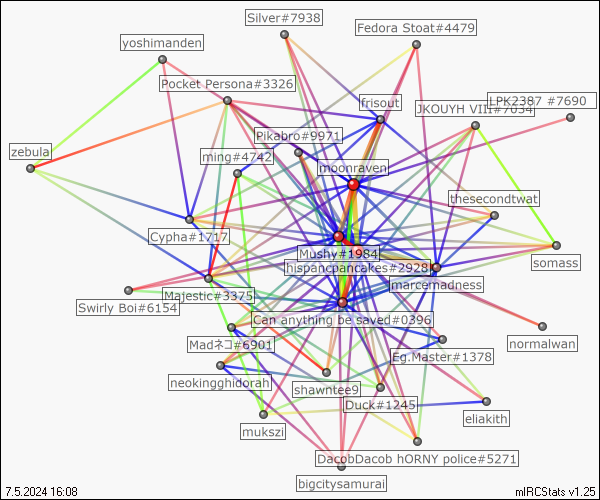 Silver#7938
Fedora Stoat#4479
yoshimanden
Pocket Persona#3326
frisout
LPK2387 #7690
JKOUYH VIII#7034
Pikabro#9971
zebula
ming#4742
moonraven
thesecondtwat
Cypha#1717
Mushy#1984
somass
hispancpancakes#2928
marcemadness
Majestic#3375
Swirly Boi#6154
Can anything be saved#0396
normalwan
Madネコ#6901
Eg.Master#1378
neokingghidorah
shawntee9
Duck#1245
eliakith
mukszi
DacobDacob hORNY police#5271
bigcitysamurai
7.5.2024 16:08
mIRCStats v1.25